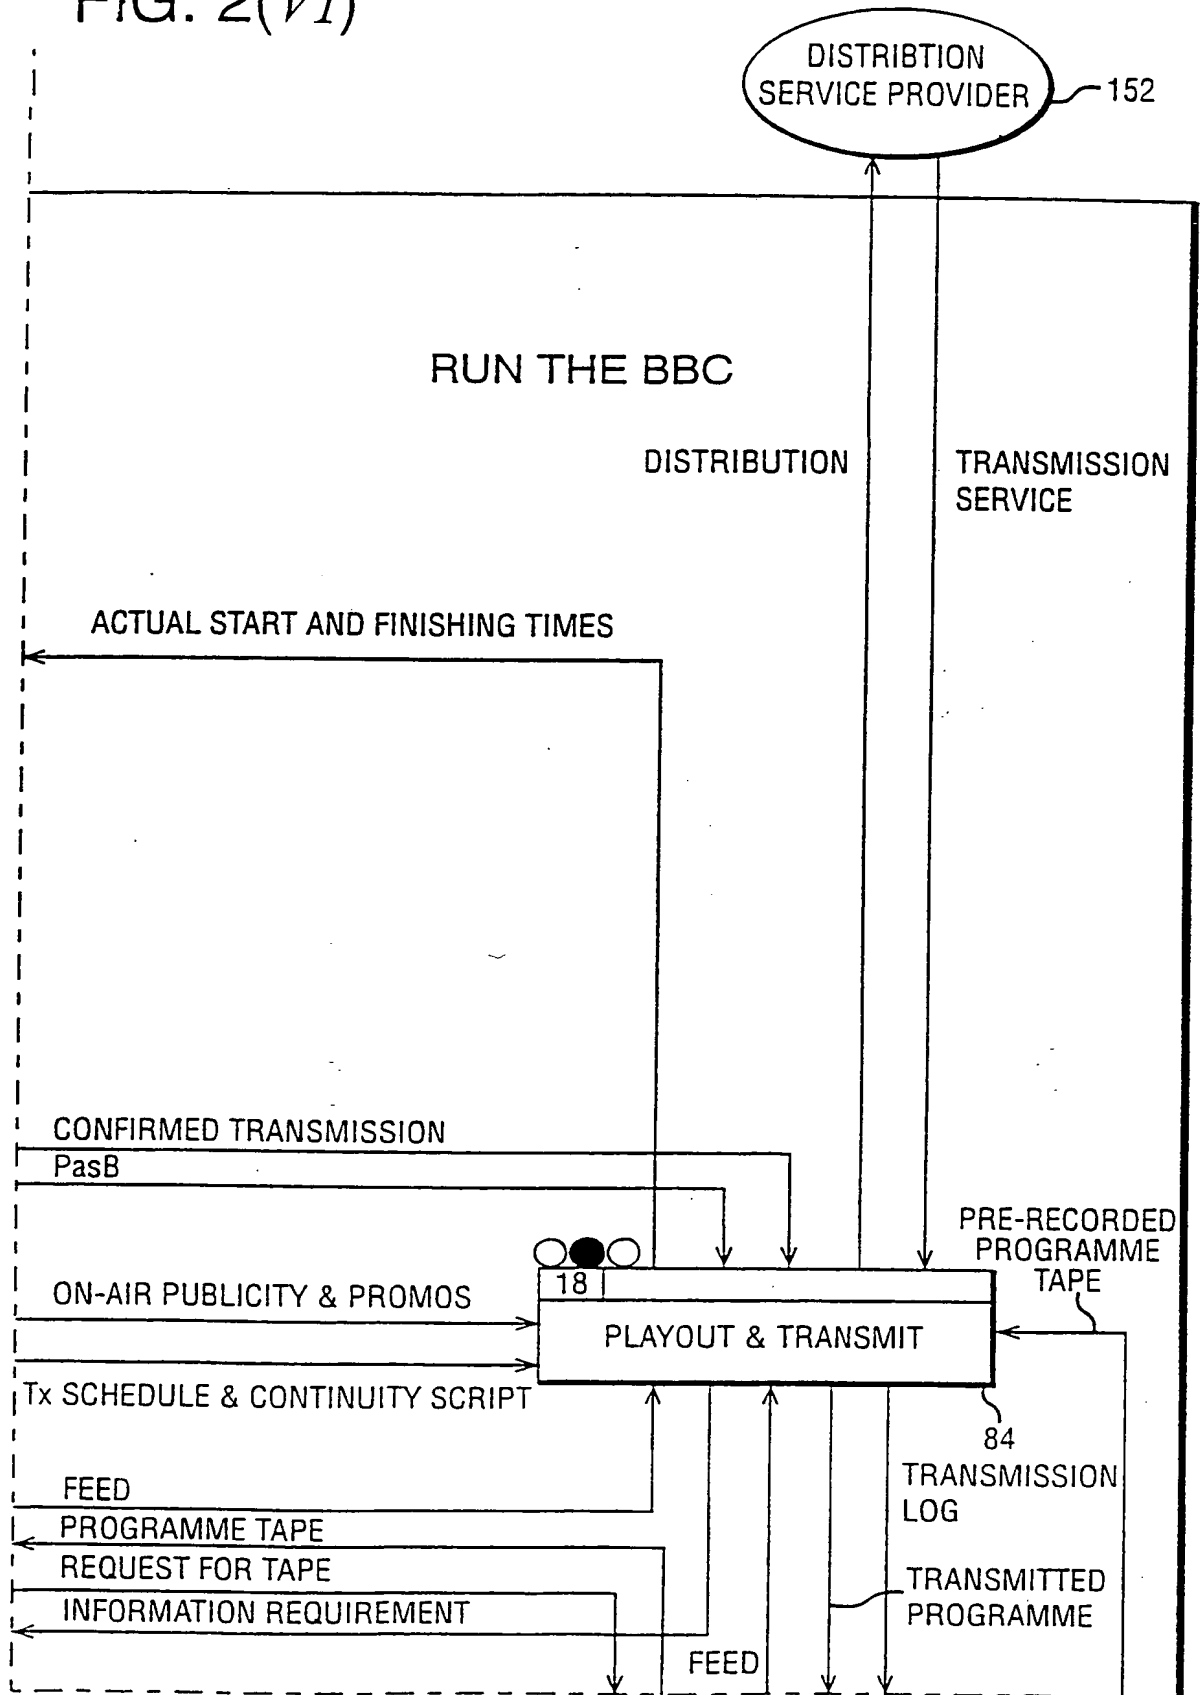 FIG. 2(VI)
DISTRIBTION
SERVICE PROVIDER
152
RUN THE BBC
DISTRIBUTION
TRANSMISSION
SERVICE
ACTUAL START AND FINISHING TIMES
CONFIRMED TRANSMISSION
PasB
PRE-RECORDED
PROGRAMME
TAPE
18
ON-AIR PUBLICITY & PROMOS
PLAYOUT & TRANSMIT
Tx SCHEDULE & CONTINUITY SCRIPT
84
TRANSMISSION
LOG
FEED
PROGRAMME TAPE
REQUEST FOR TAPE
INFORMATION REQUIREMENT
TRANSMITTED
PROGRAMME
FEED